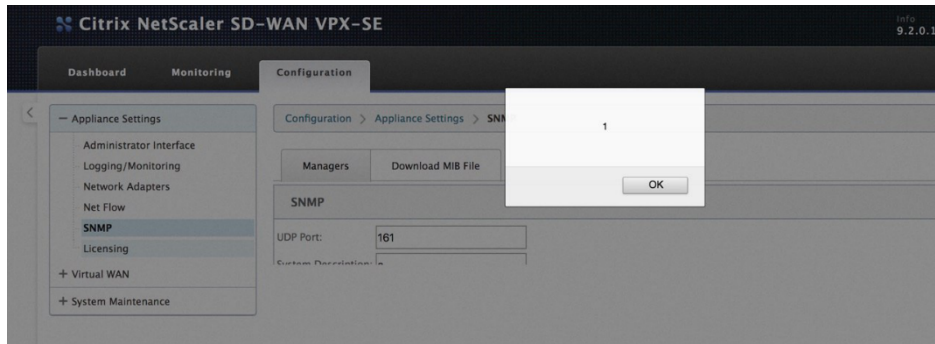 Citrix NetScaler SD-WAN VPX-SE
Info
9.2.0.1
Dashboard Monitoring Configuration
— Appliance Settings
Administrator Interface
Logging/Monitoring
Network Adapters
Net Flow
SNMP
Licensing
+ Virtual WAN
+ System Maintenance
Configuration > Appliance Settings >
1
OK
Managers Download MIB File
SNMP
UDP Port: 161
System Description: